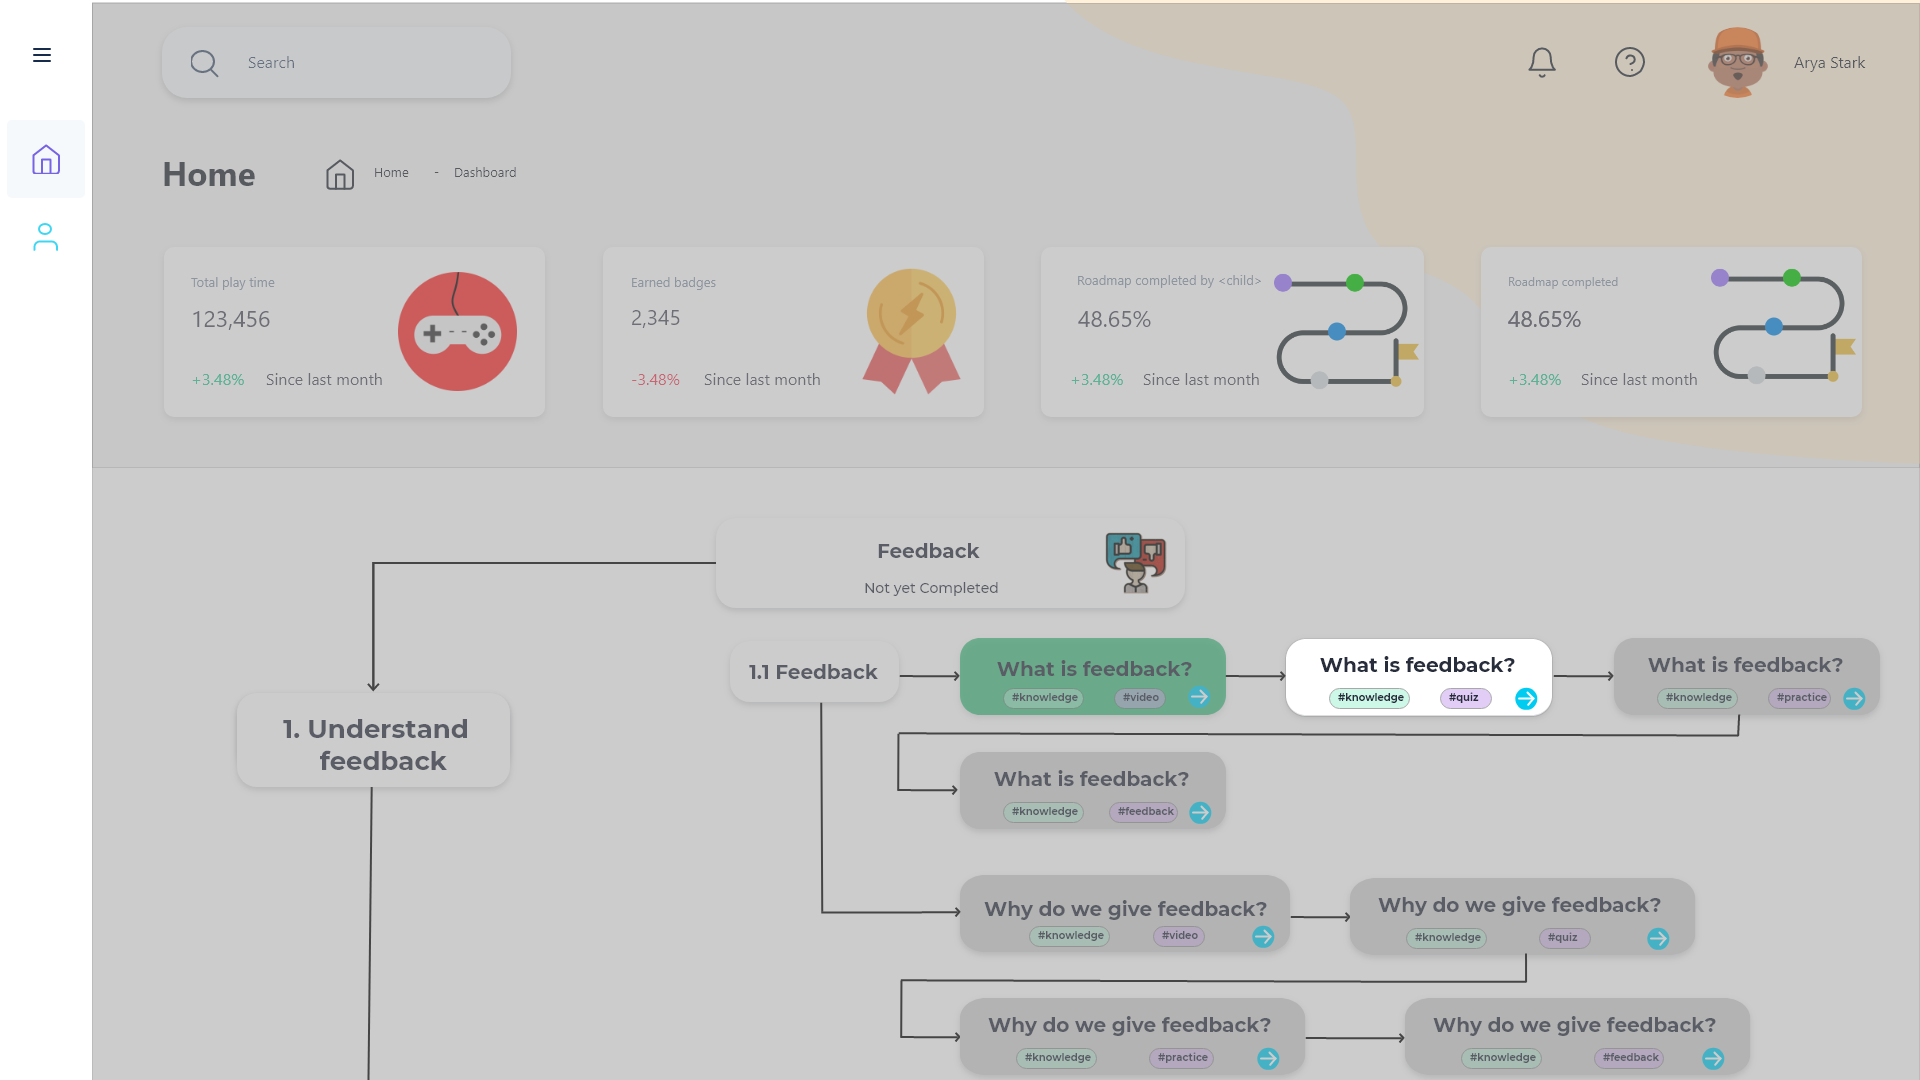 Search
Arya Stark
Home
Home - Dashboard
Total play time
123,456
+3.48% Since last month
Earned badges
2,345
-3.48% Since last month
Roadmap completed by <child>
48.65%
+3.48% Since last month
Roadmap completed
48.65%
+3.48% Since last month
Feedback
Not yet Completed
1. Understand
feedback
1.1 Feedback
What is feedback?
#knowledge #video
What is feedback?
#knowledge #quiz
What is feedback?
#knowledge #practice
What is feedback?
#knowledge #feedback
Why do we give feedback?
#knowledge #video
Why do we give feedback?
#knowledge #quiz
Why do we give feedback?
#knowledge #practice
Why do we give feedback?
#knowledge #feedback